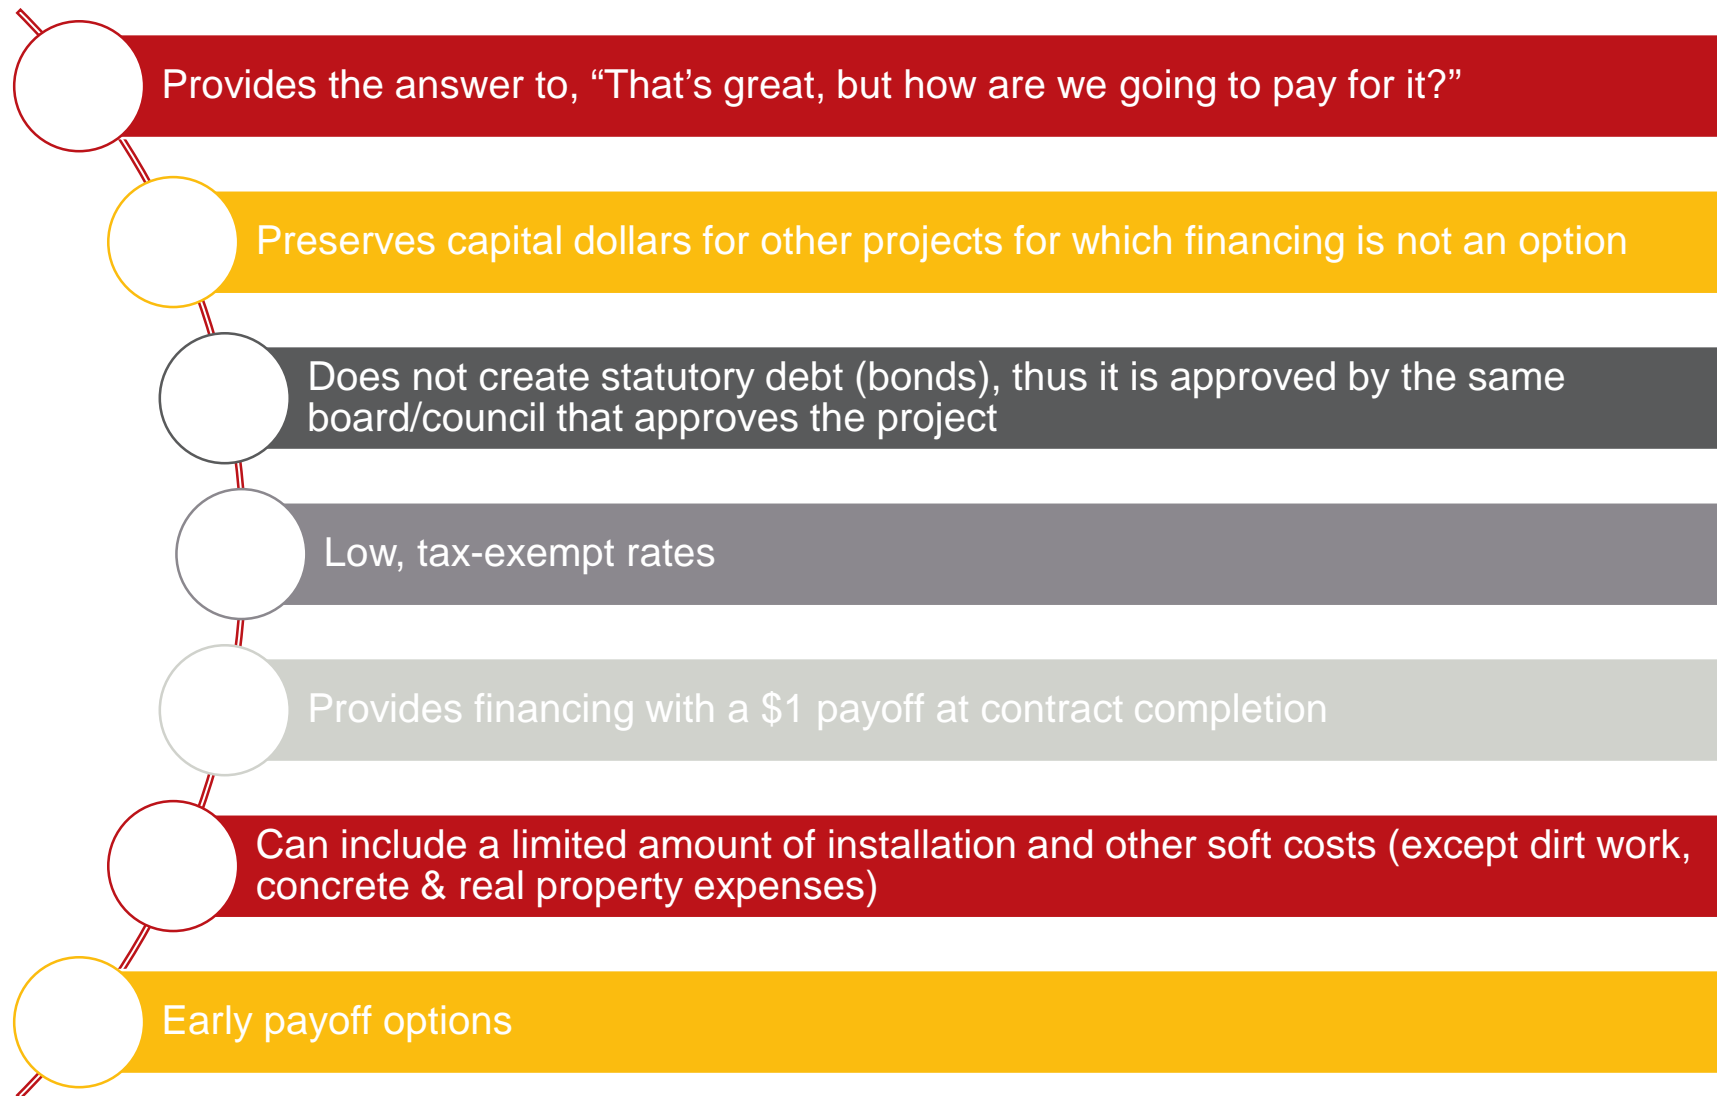 Provides the answer to, “That’s great, but how are we going to pay for it?”
Preserves capital dollars for other projects for which financing is not an option
Does not create statutory debt (bonds), thus it is approved by the same
board/council that approves the project
Low, tax-exempt rates
Provides financing with a $1 payoff at contract completion
Can include a limited amount of installation and other soft costs (except dirt work,
concrete & real property expenses)
Early payoff options